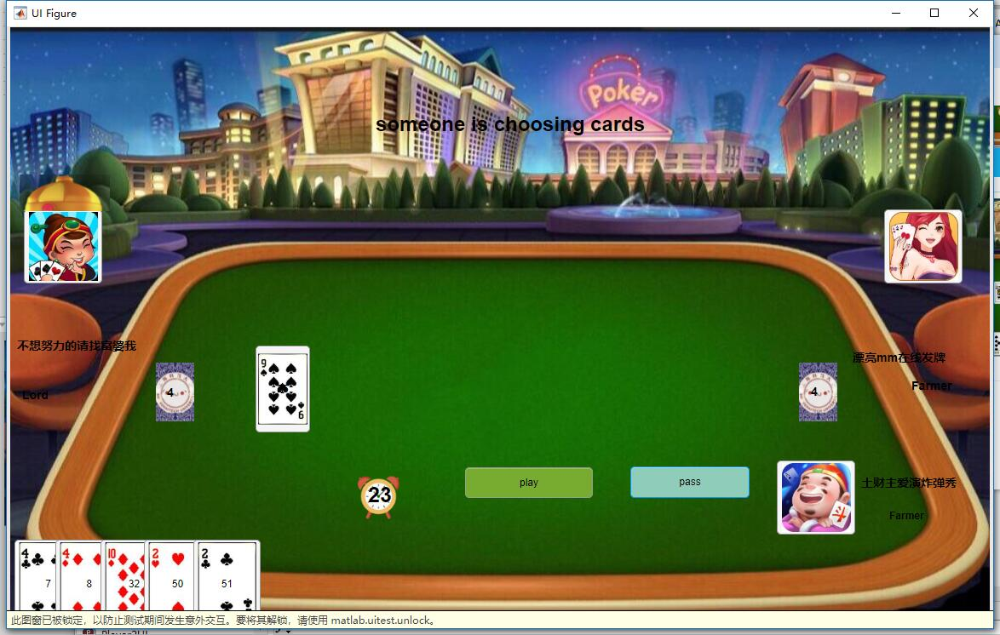 UI Figure
Poker
someone is choosing cards
不想努力的请找富婆我
漂亮mm在线发牌
Lord
Farmer
4
4
9
9
23
play
pass
土财主爱演炸弹秀
斗
Farmer
4
4
10
2
2
7
8
32
50
51
此图窗已被锁定，以防止测试期间发生意外交互。要将其解锁，请使用 matlab.uitest.unlock。